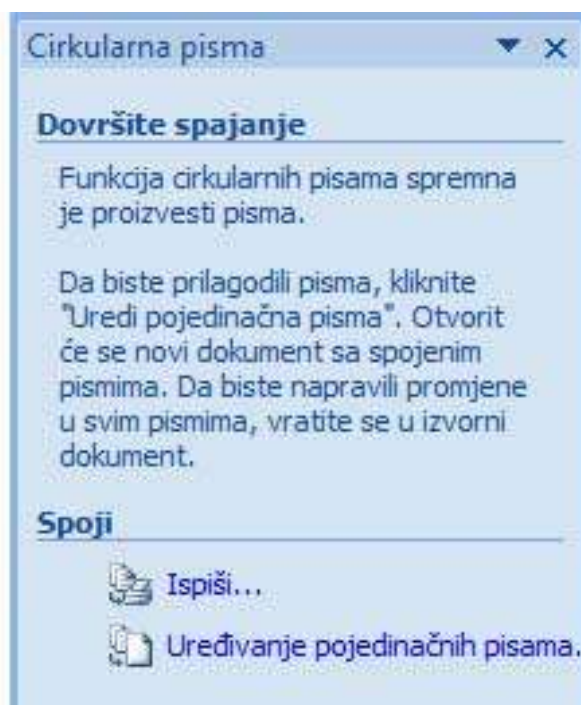 Cirkularna pisma
Dovršite spajanje
Funkcija cirkularnih pisama spremna
je proizvesti pisma.
Da biste prilagodili pisma, kliknite
"Uredi pojedinačna pisma". Otvorit
će se novi dokument sa spojenim
pismima. Da biste napravili promjene
u svim pismima, vratite se u izvorni
dokument.
Spoji
Ispiši...
Uređivanje pojedinačnih pisama.